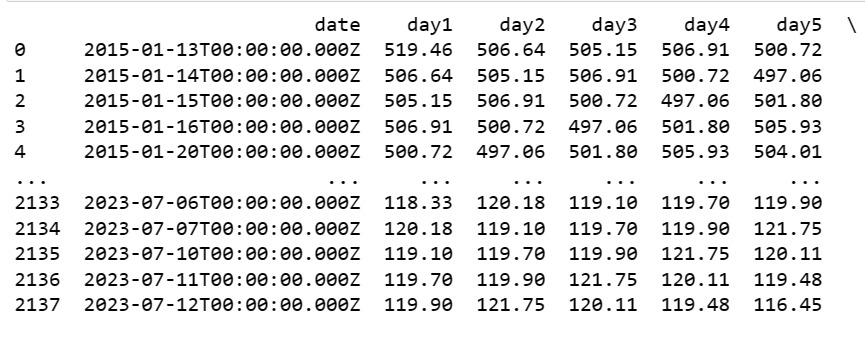 date day1 day2 day3 day4 day5 \
0 2015-01-13T00:00:00.000Z 519.46 506.64 505.15 506.91 500.72
1 2015-01-14T00:00:00.000Z 506.64 505.15 506.91 500.72 497.06
2 2015-01-15T00:00:00.000Z 505.15 506.91 500.72 497.06 501.80
3 2015-01-16T00:00:00.000Z 506.91 500.72 497.06 501.80 505.93
4 2015-01-20T00:00:00.000Z 500.72 497.06 501.80 505.93 504.01
... ... ... ... ... ... ...
2133 2023-07-06T00:00:00.000Z 118.33 120.18 119.10 119.70 119.90
2134 2023-07-07T00:00:00.000Z 120.18 119.10 119.70 119.90 121.75
2135 2023-07-10T00:00:00.000Z 119.10 119.70 119.90 121.75 120.11
2136 2023-07-11T00:00:00.000Z 119.70 119.90 121.75 120.11 119.48
2137 2023-07-12T00:00:00.000Z 119.90 121.75 120.11 119.48 116.45